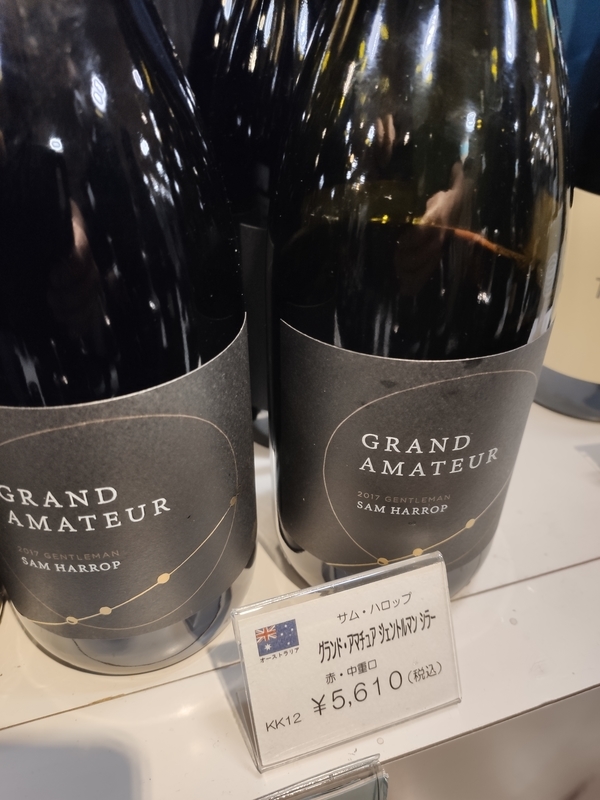 GRAND
AMATEUR
2017 GENTLEMAN
SAM HARROP
GRAND
AMATEUR
2017 GENTLEMAN
SAM HARROP
サム・ハロップ
オーストラリア
グランド・アマチュア ジェントルマン シラー
赤・中重口
KK12 ¥5,610(税込)